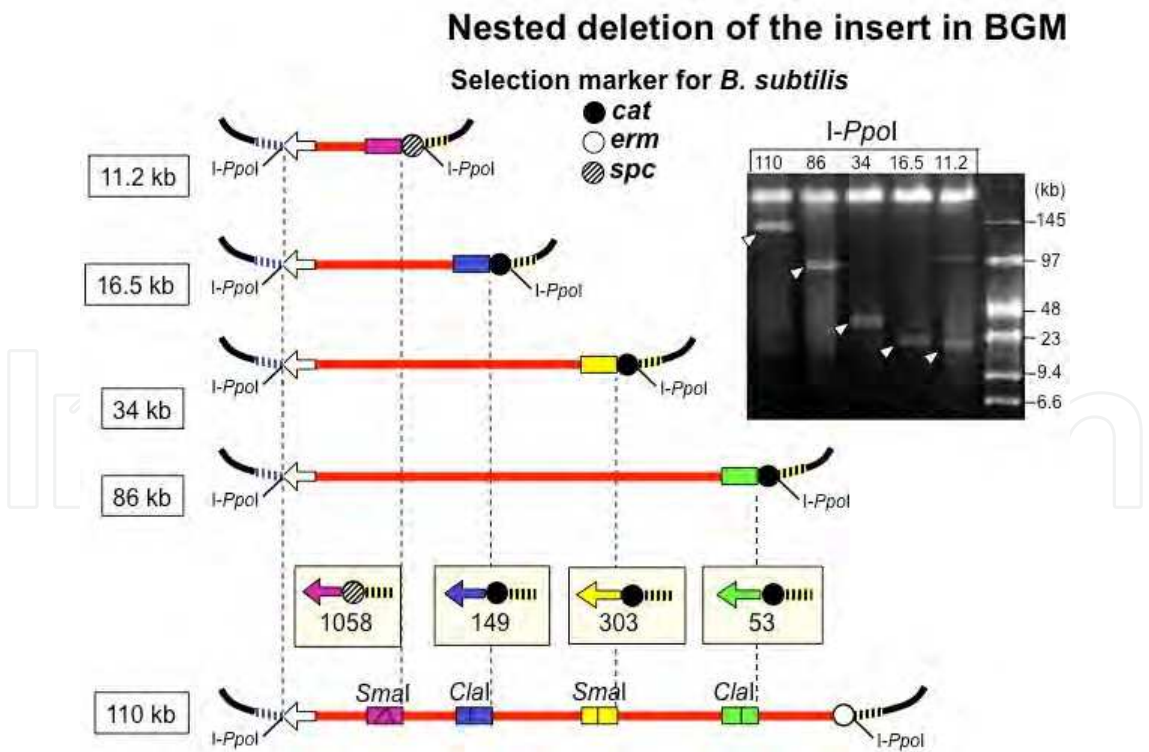 Nested deletion of the insert in BGM
Selection marker for B. subtilis
cat
erm
spc
I-PpoI
110 86 34 16.5 11.2
(kb)
145
97
48
23
9.4
6.6
11.2 kb
I-PpoI
I-PpoI
16.5 kb
I-PpoI
I-PpoI
34 kb
I-PpoI
I-PpoI
86 kb
I-PpoI
I-PpoI
1058 149 303 53
SmaI ClaI SmaI ClaI
110 kb
I-PpoI
I-PpoI